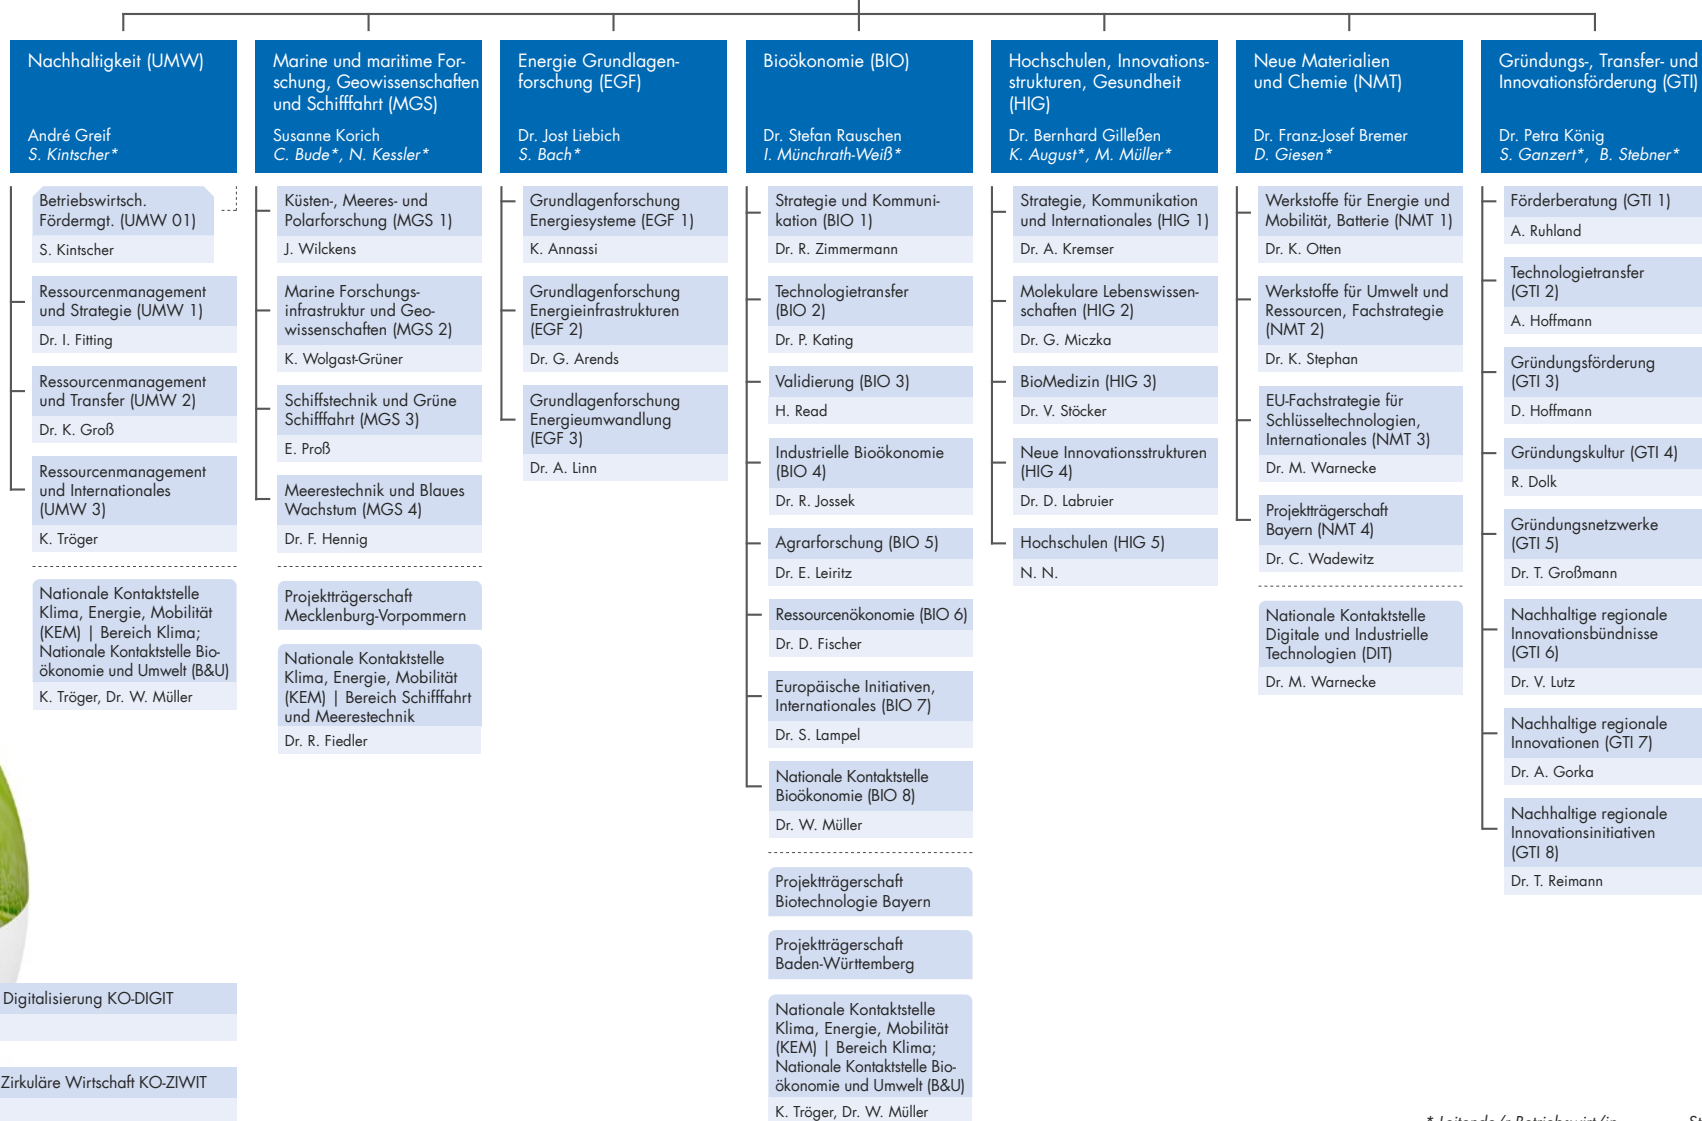 Nachhaltigkeit (UMW)
André Greif
S. Kintscher*
Betriebswirtsch.
Fördermgt. (UMW 01)
S. Kintscher
Ressourcenmanagement
und Strategie (UMW 1)
Dr. I. Fitting
Ressourcenmanagement
und Transfer (UMW 2)
Dr. K. Groß
Ressourcenmanagement
und Internationales
(UMW 3)
K. Tröger
Nationale Kontaktstelle
Klima, Energie, Mobilität
(KEM) | Bereich Klima;
Nationale Kontaktstelle Bio-
ökonomie und Umwelt (B&U)
K. Tröger, Dr. W. Müller
Digitalisierung KO-DIGIT
Zirkuläre Wirtschaft KO-ZIWIT
Marine und maritime For-
schung, Geowissenschaften
und Schifffahrt (MGS)
Susanne Korich
C. Bude*, N. Kessler*
Küsten-, Meeres- und
Polarforschung (MGS 1)
J. Wilckens
Marine Forschungs-
infrastruktur und Geo-
wissenschaften (MGS 2)
K. Wolgast-Grüner
Schiffstechnik und Grüne
Schifffahrt (MGS 3)
E. Proß
Meerestechnik und Blaues
Wachstum (MGS 4)
Dr. F. Hennig
Projektträgerschaft
Mecklenburg-Vorpommern
Nationale Kontaktstelle
Klima, Energie, Mobilität
(KEM) | Bereich Schifffahrt
und Meerestechnik
Dr. R. Fiedler
Energie Grundlagen-
forschung (EGF)
Dr. Jost Liebich
S. Bach*
Grundlagenforschung
Energiesysteme (EGF 1)
K. Annassi
Grundlagenforschung
Energieinfrastrukturen
(EGF 2)
Dr. G. Arends
Grundlagenforschung
Energieumwandlung
(EGF 3)
Dr. A. Linn
Bioökonomie (BIO)
Dr. Stefan Rauschen
I. Münchrath-Weiß*
Strategie und Kommuni-
kation (BIO 1)
Dr. R. Zimmermann
Technologietransfer
(BIO 2)
Dr. P. Kating
Validierung (BIO 3)
H. Read
Industrielle Bioökonomie
(BIO 4)
Dr. R. Jossek
Agrarforschung (BIO 5)
Dr. E. Leiritz
Ressourcenökonomie (BIO 6)
Dr. D. Fischer
Europäische Initiativen,
Internationales (BIO 7)
Dr. S. Lampel
Nationale Kontaktstelle
Bioökonomie (BIO 8)
Dr. W. Müller
Projektträgerschaft
Biotechnologie Bayern
Projektträgerschaft
Baden-Württemberg
Nationale Kontaktstelle
Klima, Energie, Mobilität
(KEM) | Bereich Klima;
Nationale Kontaktstelle Bio-
ökonomie und Umwelt (B&U)
K. Tröger, Dr. W. Müller
Hochschulen, Innovations-
strukturen, Gesundheit
(HIG)
Dr. Bernhard Gilleßen
K. August*, M. Müller*
Strategie, Kommunikation
und Internationales (HIG 1)
Dr. A. Kremser
Molekulare Lebenswissen-
schaften (HIG 2)
Dr. G. Miczka
BioMedizin (HIG 3)
Dr. V. Stöcker
Neue Innovationsstrukturen
(HIG 4)
Dr. D. Labruier
Hochschulen (HIG 5)
N. N.
Neue Materialien
und Chemie (NMT)
Dr. Franz-Josef Bremer
D. Giesen*
Werkstoffe für Energie und
Mobilität, Batterie (NMT 1)
Dr. K. Otten
Werkstoffe für Umwelt und
Ressourcen, Fachstrategie
(NMT 2)
Dr. K. Stephan
EU-Fachstrategie für
Schlüsseltechnologien,
Internationales (NMT 3)
Dr. M. Warnecke
Projektträgerschaft
Bayern (NMT 4)
Dr. C. Wadewitz
Nationale Kontaktstelle
Digitale und Industrielle
Technologien (DIT)
Dr. M. Warnecke
Gründungs-, Transfer- und
Innovationsförderung (GTI)
Dr. Petra König
S. Ganzert*, B. Stebner*
Förderberatung (GTI 1)
A. Ruhland
Technologietransfer
(GTI 2)
A. Hoffmann
Gründungsförderung
(GTI 3)
D. Hoffmann
Gründungskultur (GTI 4)
R. Dolk
Gründungsnetzwerke
(GTI 5)
Dr. T. Großmann
Nachhaltige regionale
Innovationsbündnisse
(GTI 6)
Dr. V. Lutz
Nachhaltige regionale
Innovationen (GTI 7)
Dr. A. Gorka
Nachhaltige regionale
Innovationsinitiativen
(GTI 8)
Dr. T. Reimann